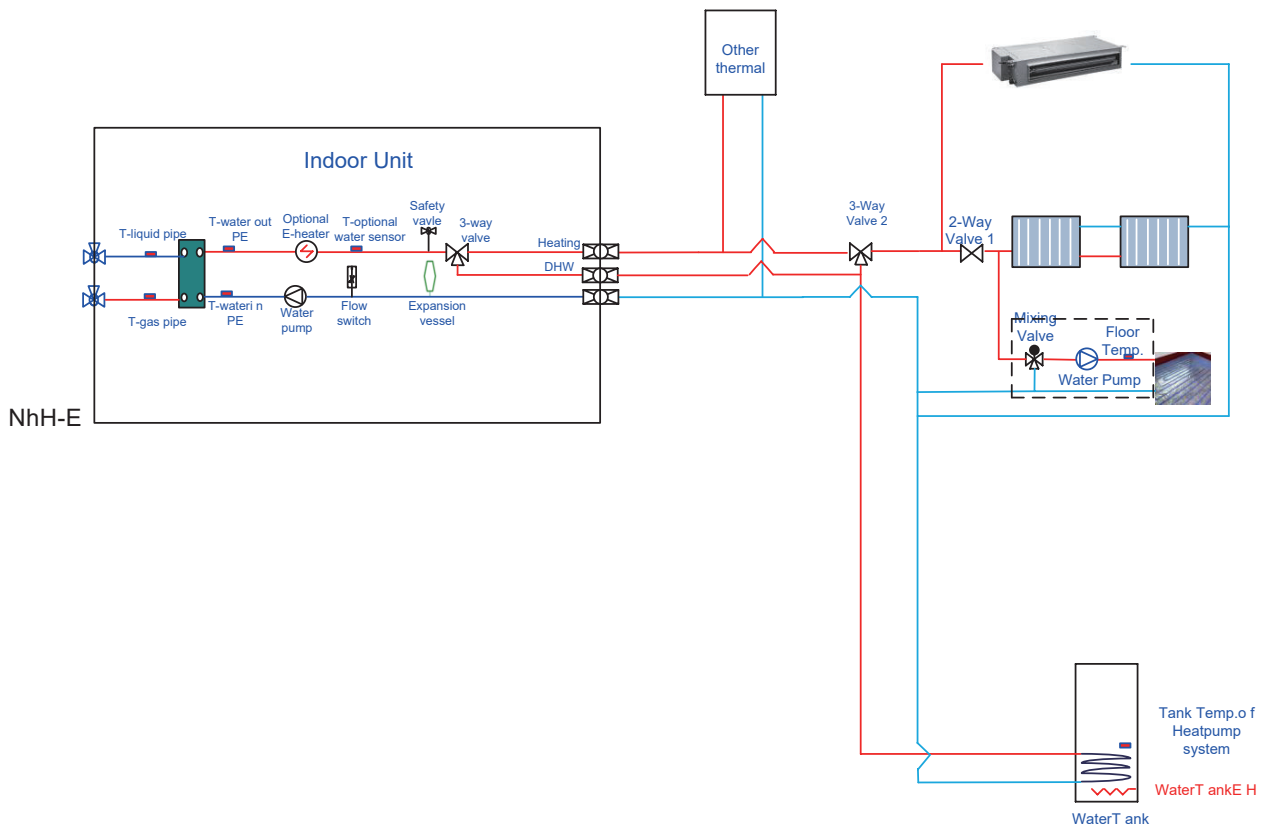 Other
thermal
Indoor Unit
T-liquid pipe
T-water out
PE
Optional
E-heater
T-optional
water sensor
Safety
vavle
3-way
valve
Heating
DHW
T-gas pipe
T-wateri n
PE
Water
pump
Flow
switch
Expansion
vessel
NhH-E
3-Way
Valve 2
2-Way
Valve 1
Mixing
Valve
Floor
Temp.
Water Pump
Tank Temp.o f
Heatpump
system
WaterT ankE H
WaterT ank